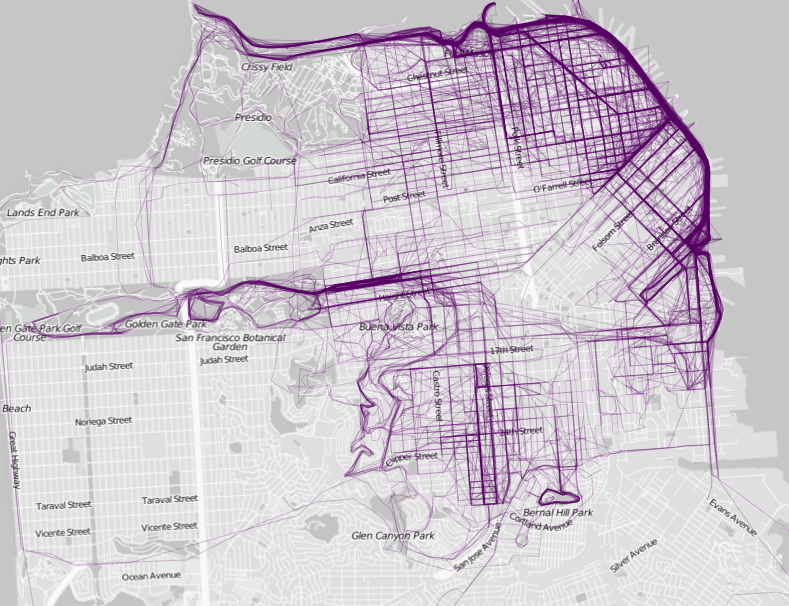 Crissy Field
Chestnut Street
Presidio
Fillmore Street
Polk Street
Presidio Golf Course
California Street
O'Farrell Street
Post Street
Lands End Park
Anza Street
Folsom Street
Balboa Street
Balboa Street
ghts Park
Golden Gate Park
Buena Vista Park
en Gate Park Golf
Course
San Francisco Botanical
Garden
17th Street
Judah Street
Judah Street
Castro Street
Beach
Noriega Street
24th Street
Great Highway
Clipper Street
Taraval Street
Taraval Street
Bernal Hill Park
Cortland Avenue
Evans Avenue
Vicente Street
Vicente Street
Glen Canyon Park
San Jose Avenue
Silver Avenue
Ocean Avenue